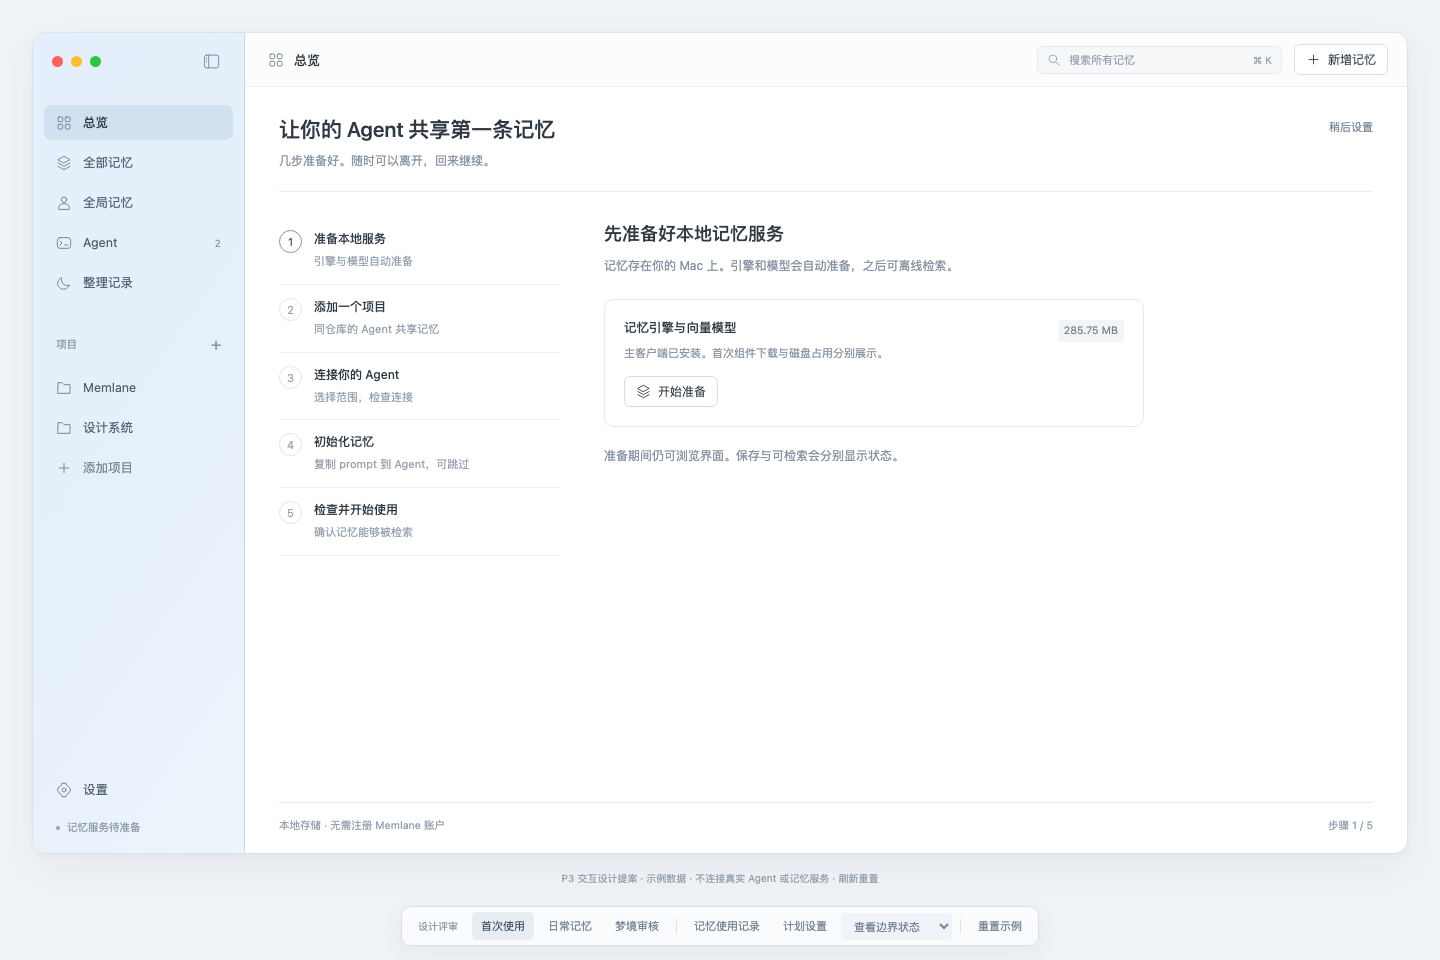 总览
搜索所有记忆
⌘ K
+ 新增记忆
总览
全部记忆
全局记忆
Agent
2
整理记录
项目
+
Memlane
设计系统
+ 添加项目
设置
记忆服务待准备
让你的 Agent 共享第一条记忆
稍后设置
几步准备好。随时可以离开，回来继续。
1
准备本地服务
引擎与模型自动准备
2
添加一个项目
同仓库的 Agent 共享记忆
3
连接你的 Agent
选择范围，检查连接
4
初始化记忆
复制 prompt 到 Agent，可跳过
5
检查并开始使用
确认记忆能够被检索
先准备好本地记忆服务
记忆存在你的 Mac 上。引擎和模型会自动准备，之后可离线检索。
记忆引擎与向量模型
285.75 MB
主客户端已安装。首次组件下载与磁盘占用分别展示。
开始准备
准备期间仍可浏览界面。保存与可检索会分别显示状态。
本地存储 · 无需注册 Memlane 账户
步骤 1 / 5
P3 交互设计提案 · 示例数据 · 不连接真实 Agent 或记忆服务 · 刷新重置
设计评审
首次使用
日常记忆
梦境审核
记忆使用记录
计划设置
查看边界状态
重置示例